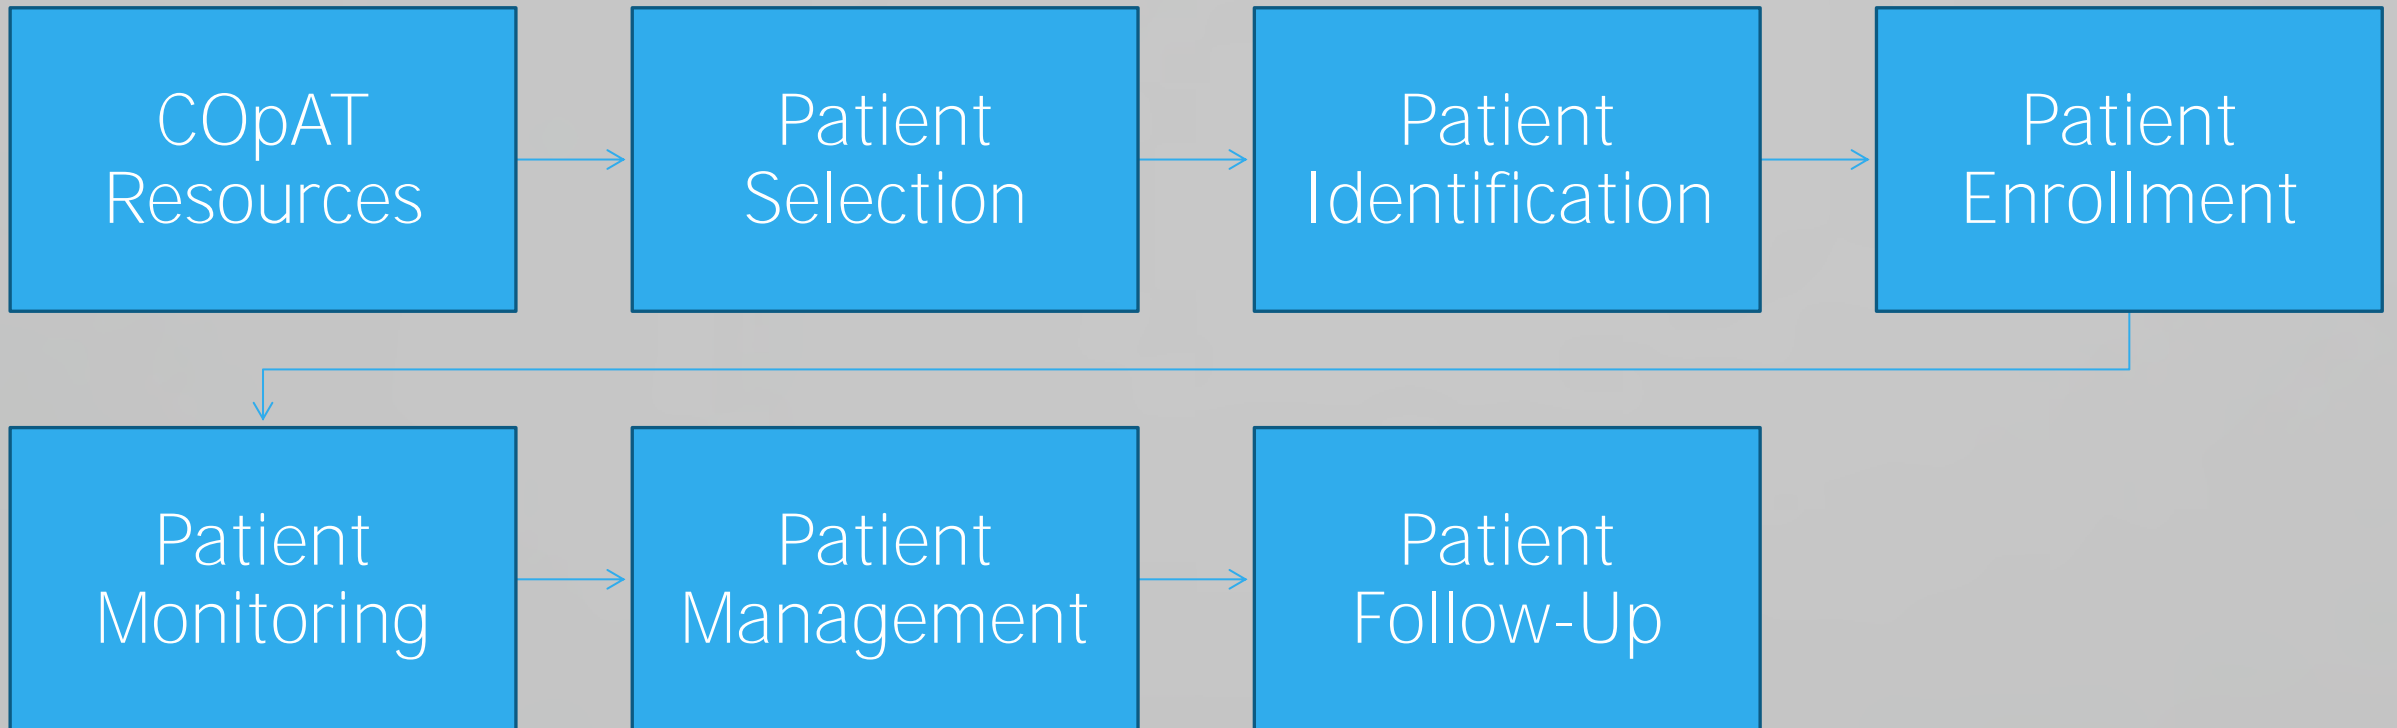 COpAT
Resources
Patient
Selection
Patient
Identification
Patient
Enrollment
Patient
Monitoring
Patient
Management
Patient
Follow-Up